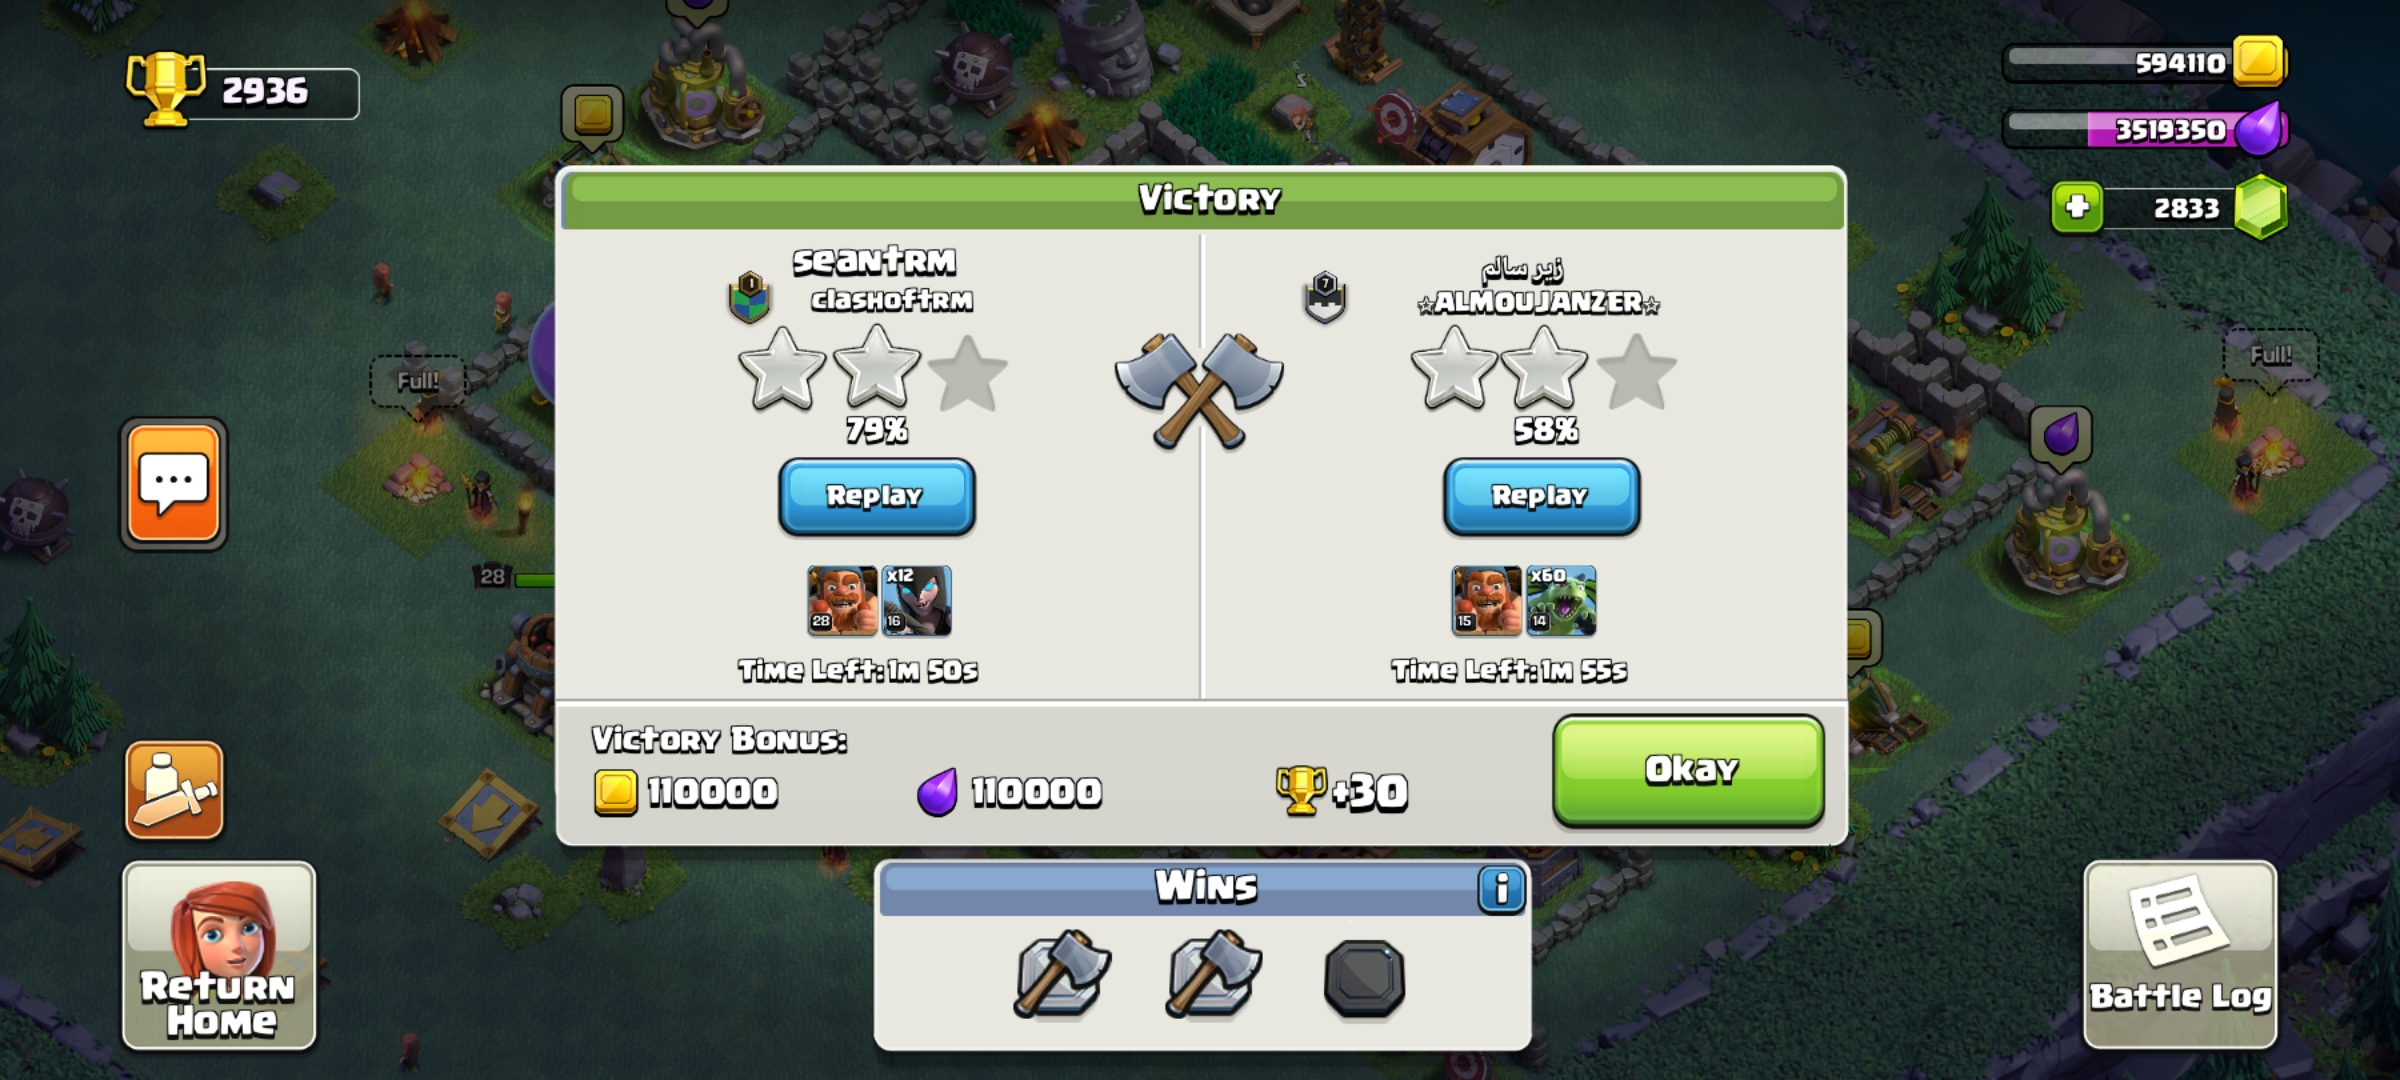 2936
594110
3519350
2833
Victory
seantrm
clashoftrm
1
79%
Replay
28
x12
16
Time Left: 1m 50s
زير سالم
☆ALMOUJANZER☆
7
58%
Replay
15
x60
14
Time Left: 1m 55s
Full!
Full!
28
Victory Bonus:
110000
110000
+30
Okay
Wins
i
Return
Home
Battle Log